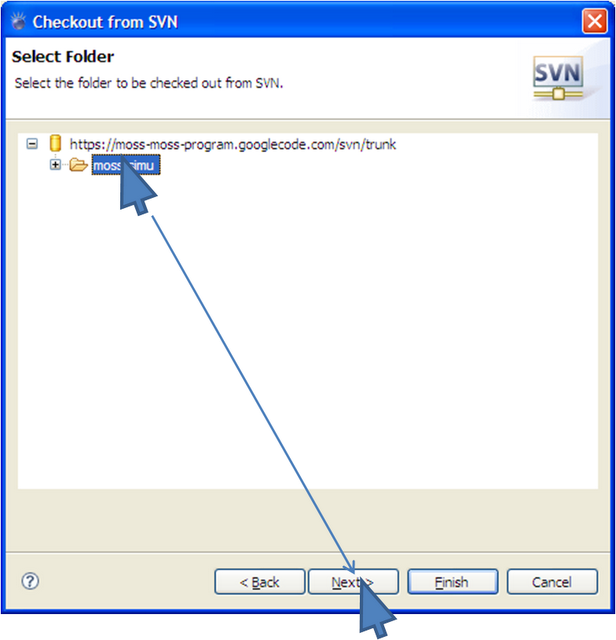 Checkout from SVN
Select Folder
Select the folder to be checked out from SVN.
SVN
https://moss-moss-program.googlecode.com/svn/trunk
? < Back Next > Finish Cancel